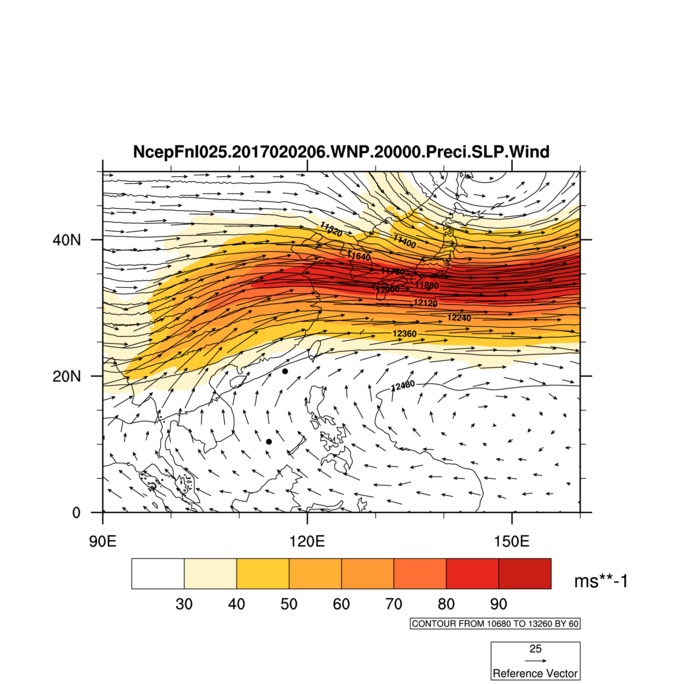 NcepFnl025.2017020206.WNP.20000.Preci.SLP.Wind
40N
20N
0
11520
11400
11640
11760
11880
12000
12120
12240
12360
12480
90E 120E 150E
30 40 50 60 70 80 90
ms**-1
CONTOUR FROM 10680 TO 13260 BY 60
25
Reference Vector